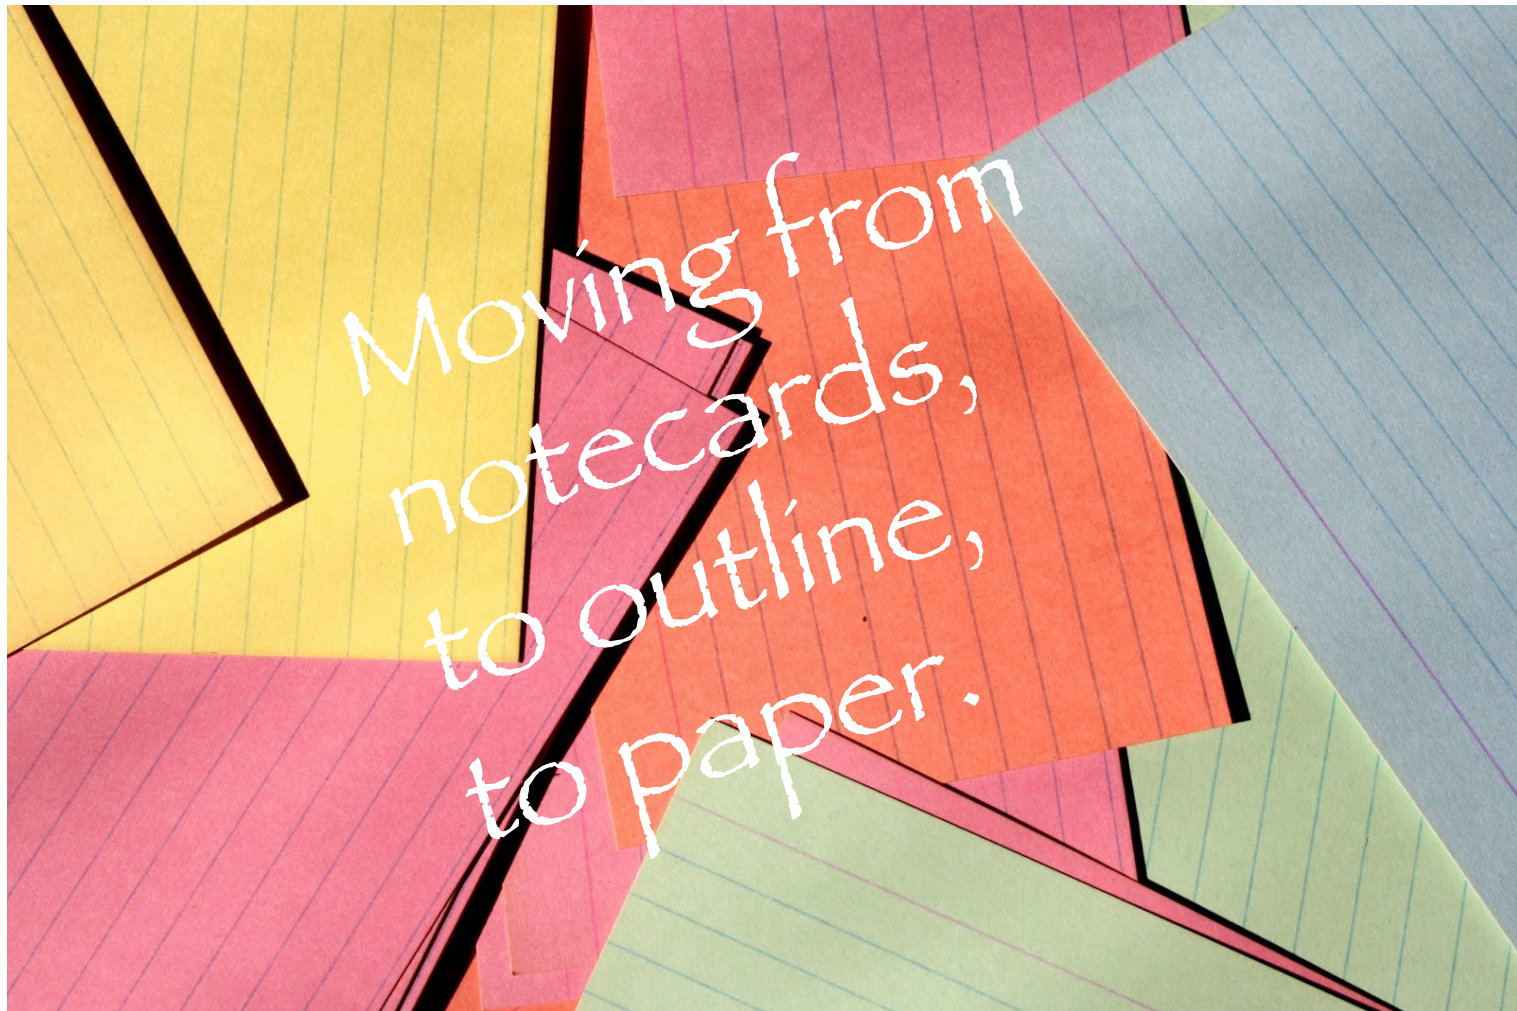 Moving from
notecards,
to outline,
to paper.